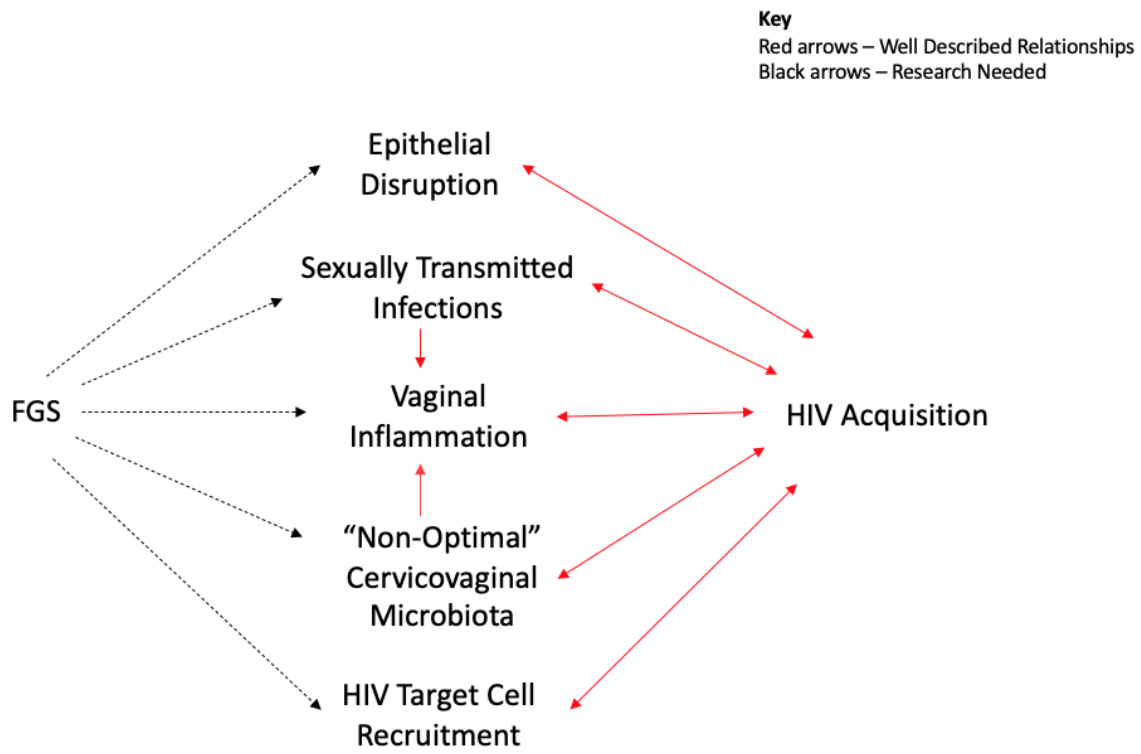 Key
Red arrows – Well Described Relationships
Black arrows – Research Needed
Epithelial
Disruption
Sexually Transmitted
Infections
FGS
Vaginal
Inflammation
HIV Acquisition
“Non-Optimal”
Cervicovaginal
Microbiota
HIV Target Cell
Recruitment